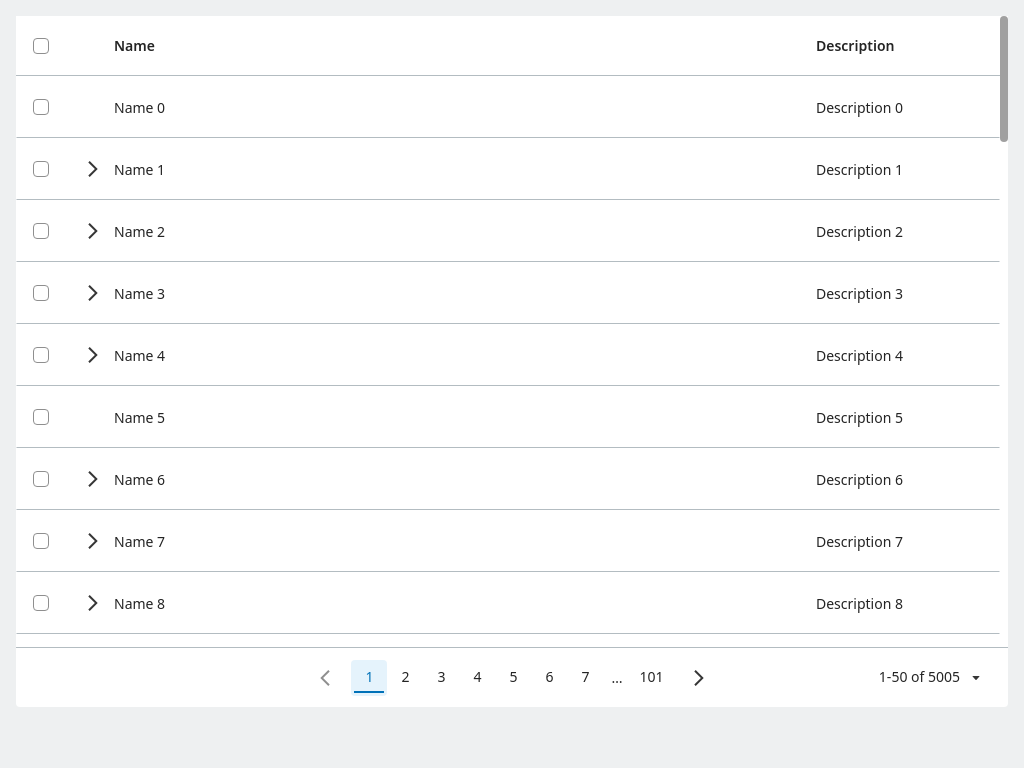 Name Description
Name 0 Description 0
Name 1 Description 1
Name 2 Description 2
Name 3 Description 3
Name 4 Description 4
Name 5 Description 5
Name 6 Description 6
Name 7 Description 7
Name 8 Description 8
1 2 3 4 5 6 7 ... 101 1-50 of 5005